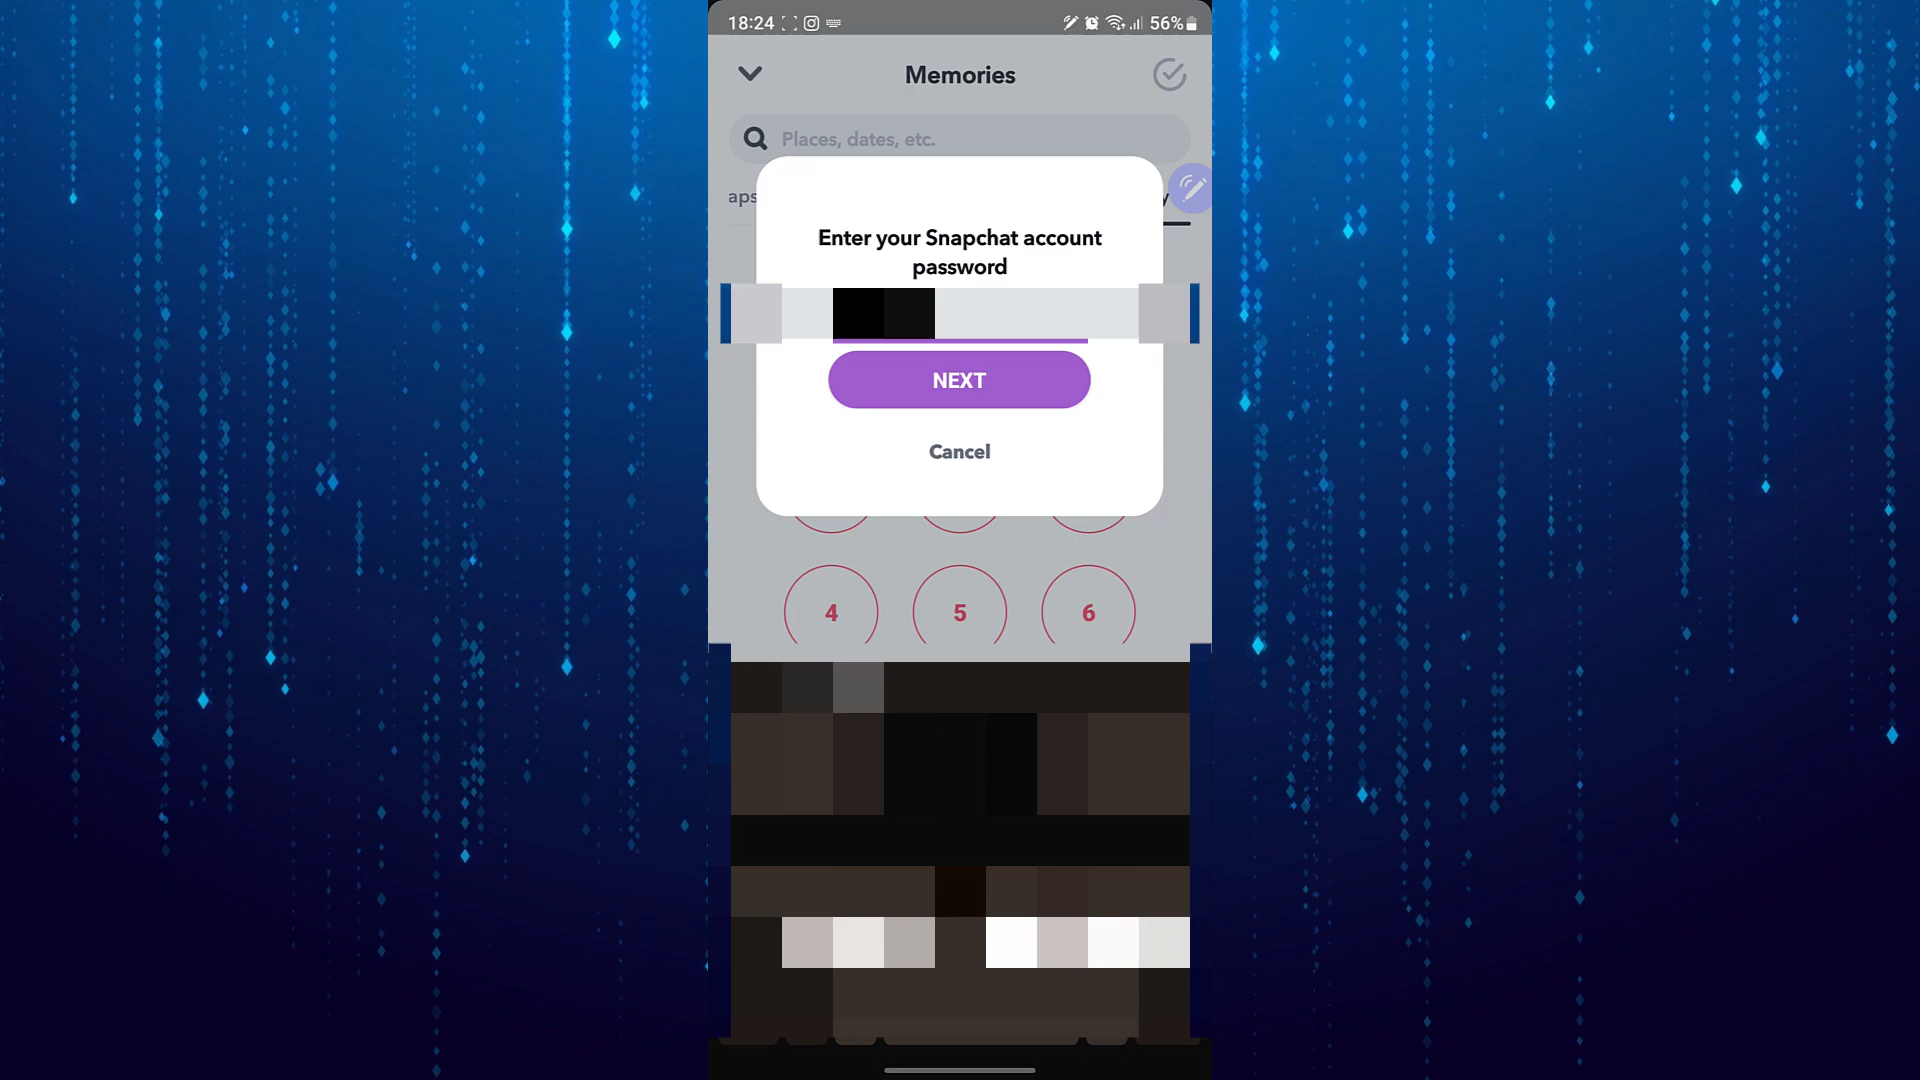 18:24 56%
Memories
Places, dates, etc.
aps y
Enter your Snapchat account
password
NEXT
Cancel
4 5 6